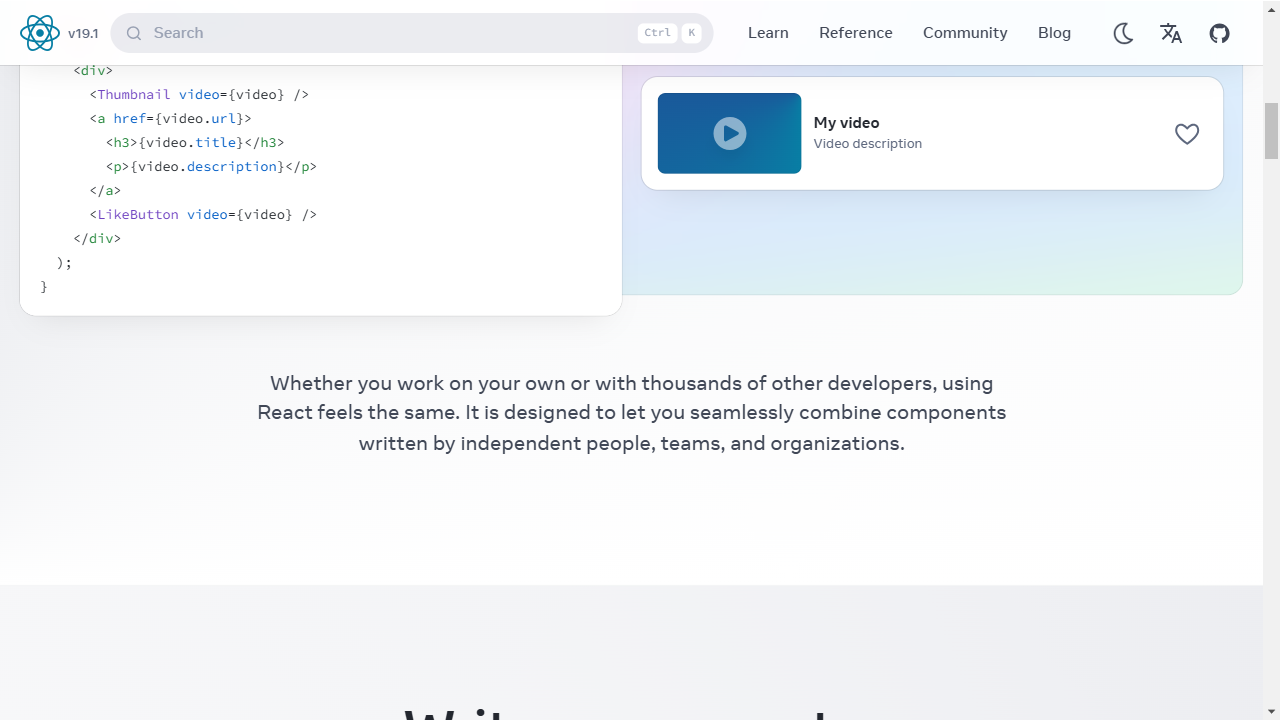 v19.1
Search
Ctrl K
Learn
Reference
Community
Blog
<div>
<Thumbnail video={video} />
<a href={video.url}>
<h3>{video.title}</h3>
<p>{video.description}</p>
</a>
<LikeButton video={video} />
</div>
);
}
My video
Video description
Whether you work on your own or with thousands of other developers, using
React feels the same. It is designed to let you seamlessly combine components
written by independent people, teams, and organizations.